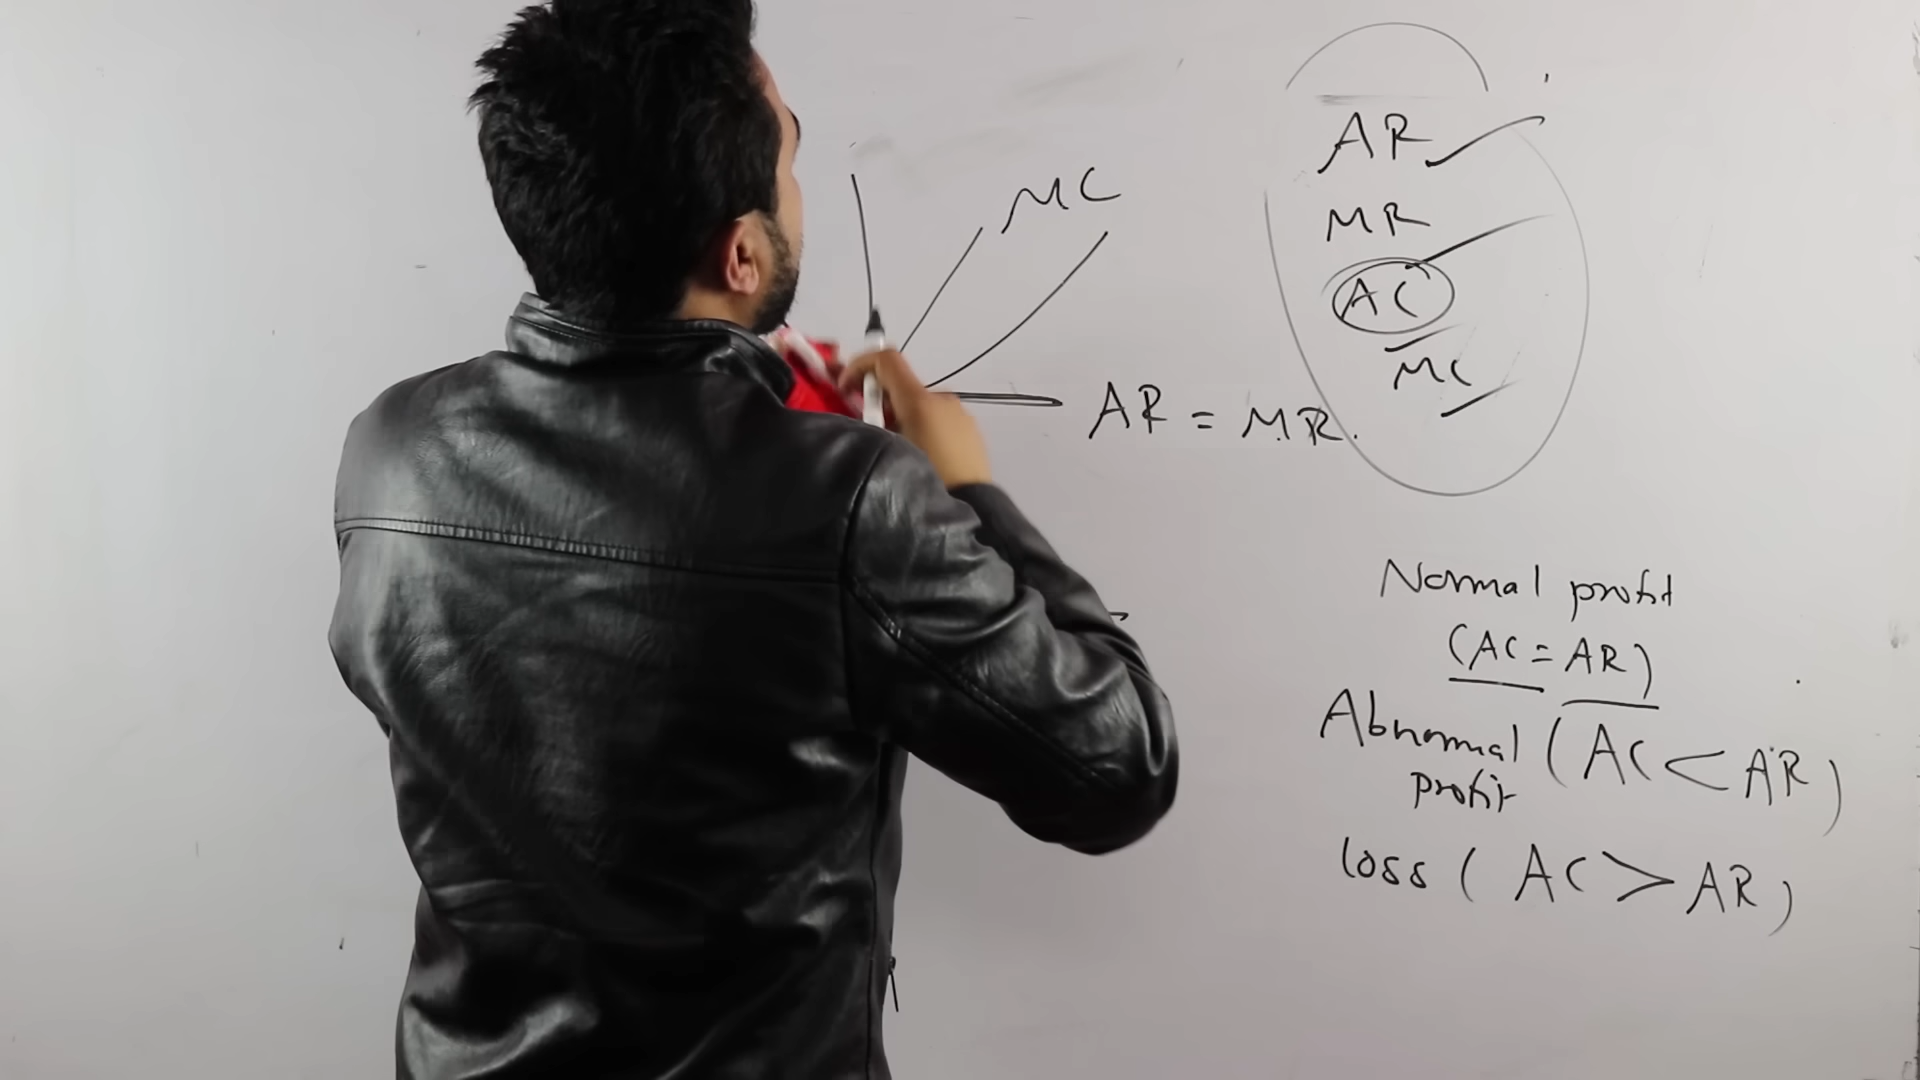 MC
AR = MR.
AR
MR
AC
MC
Normal profit
(AC = AR)
Abnormal (AC < AR)
profit
loss (AC > AR)